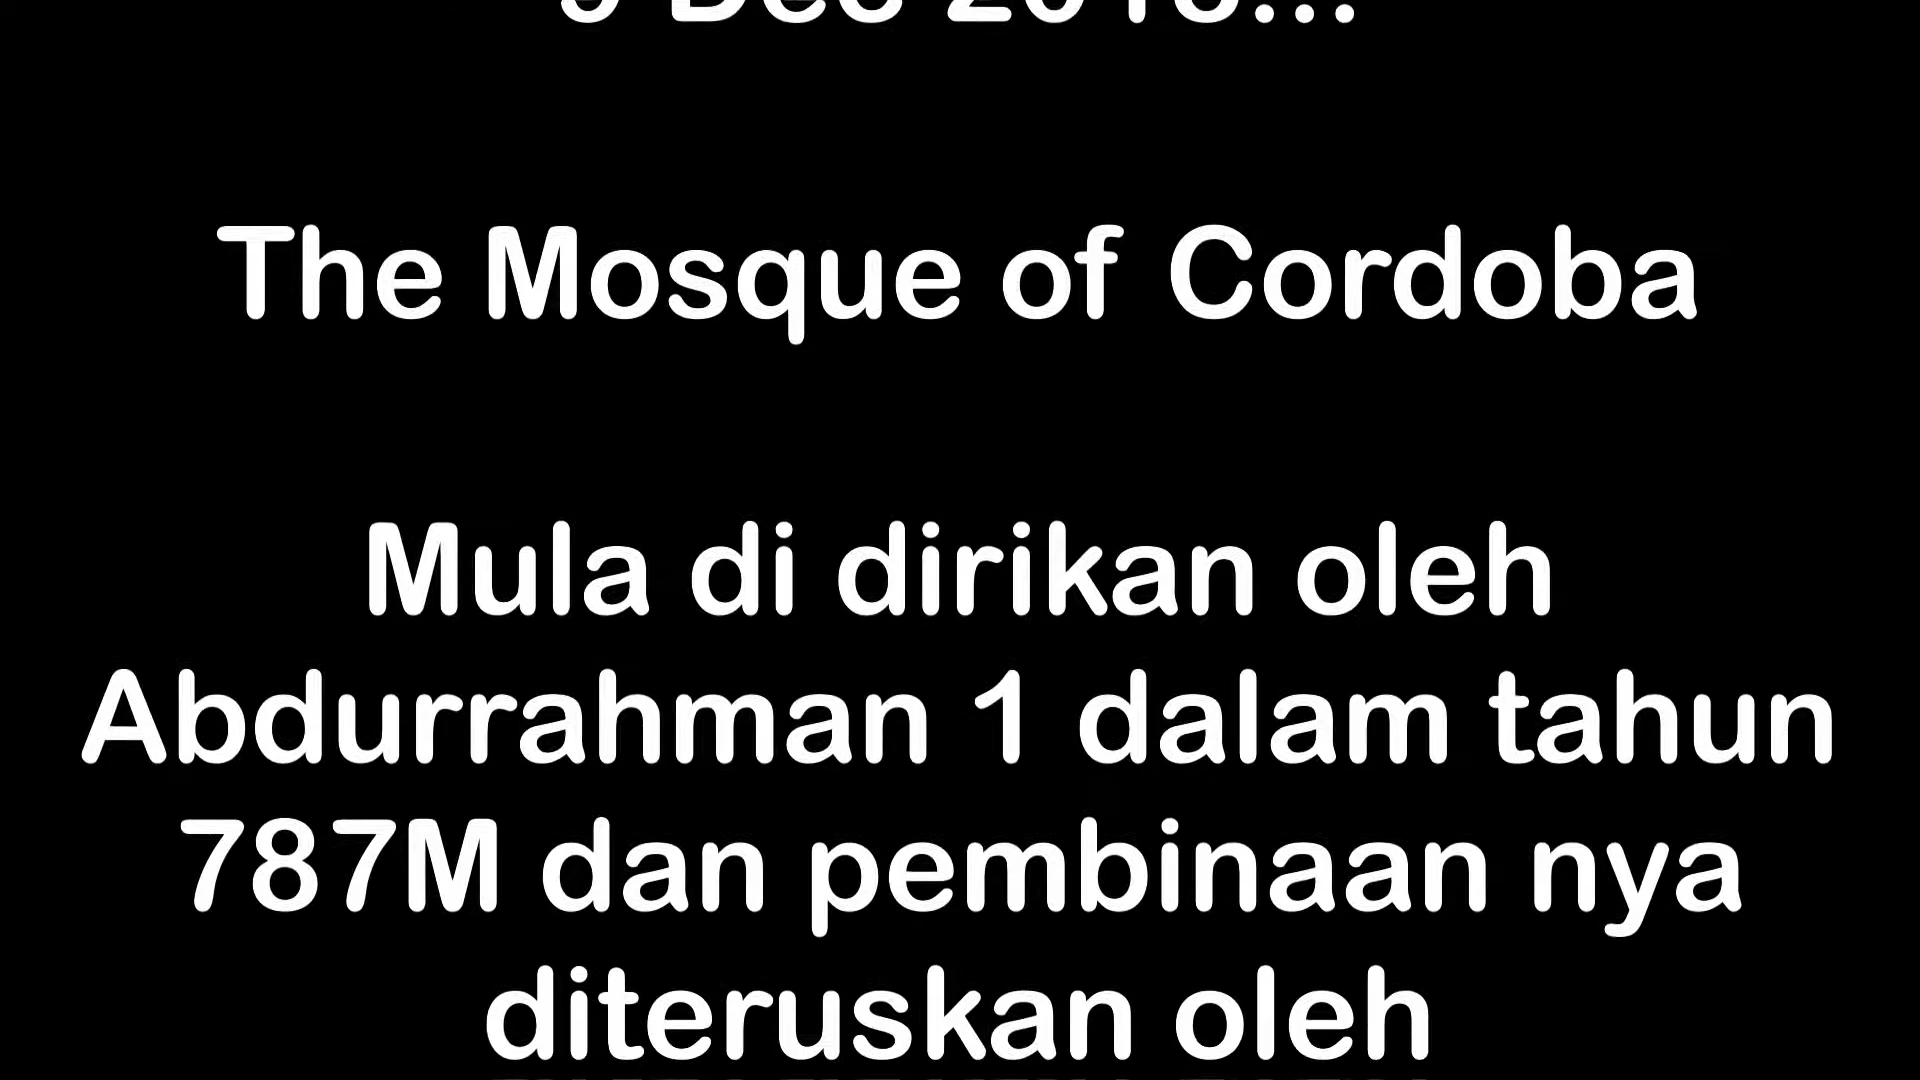 The Mosque of Cordoba
Mula di dirikan oleh
Abdurrahman 1 dalam tahun
787M dan pembinaan nya
diteruskan oleh